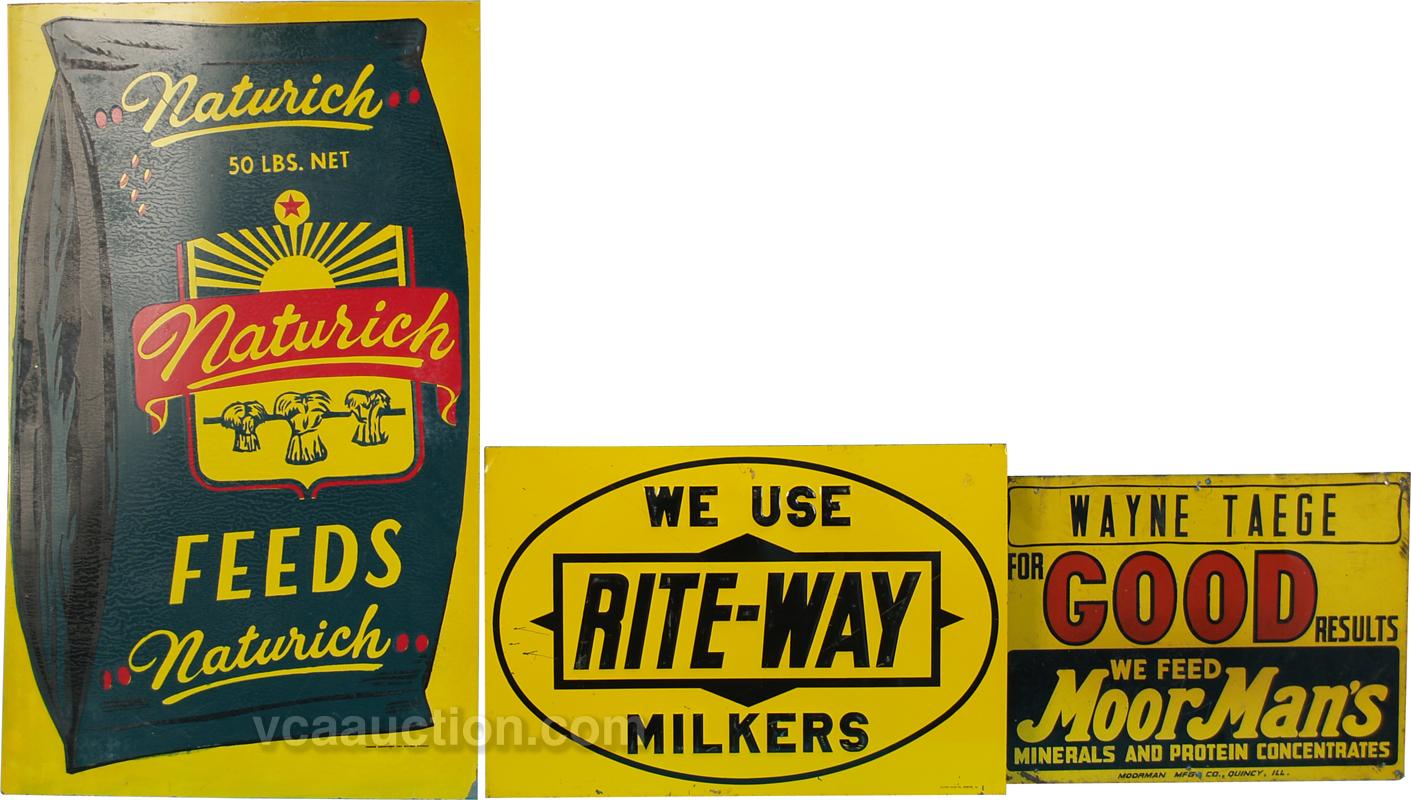 Naturich
50 LBS. NET
Naturich
FEEDS
Naturich
WE USE
RITE-WAY
MILKERS
WAYNE TAEGE
FOR GOOD RESULTS
WE FEED
MoorMan's
MINERALS AND PROTEIN CONCENTRATES
MOORMAN MFG. CO., QUINCY, ILL.
vcaauction.com